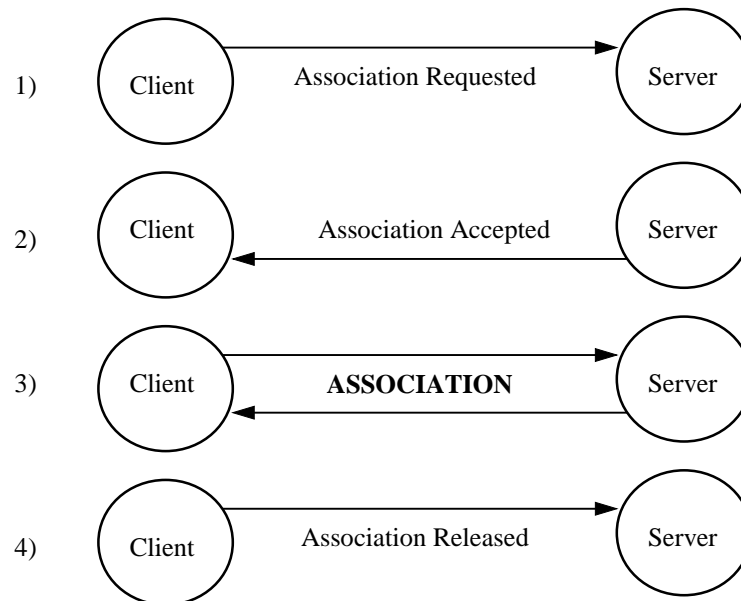 1) Client Association Requested Server
2) Client Association Accepted Server
3) Client ASSOCIATION Server
4) Client Association Released Server